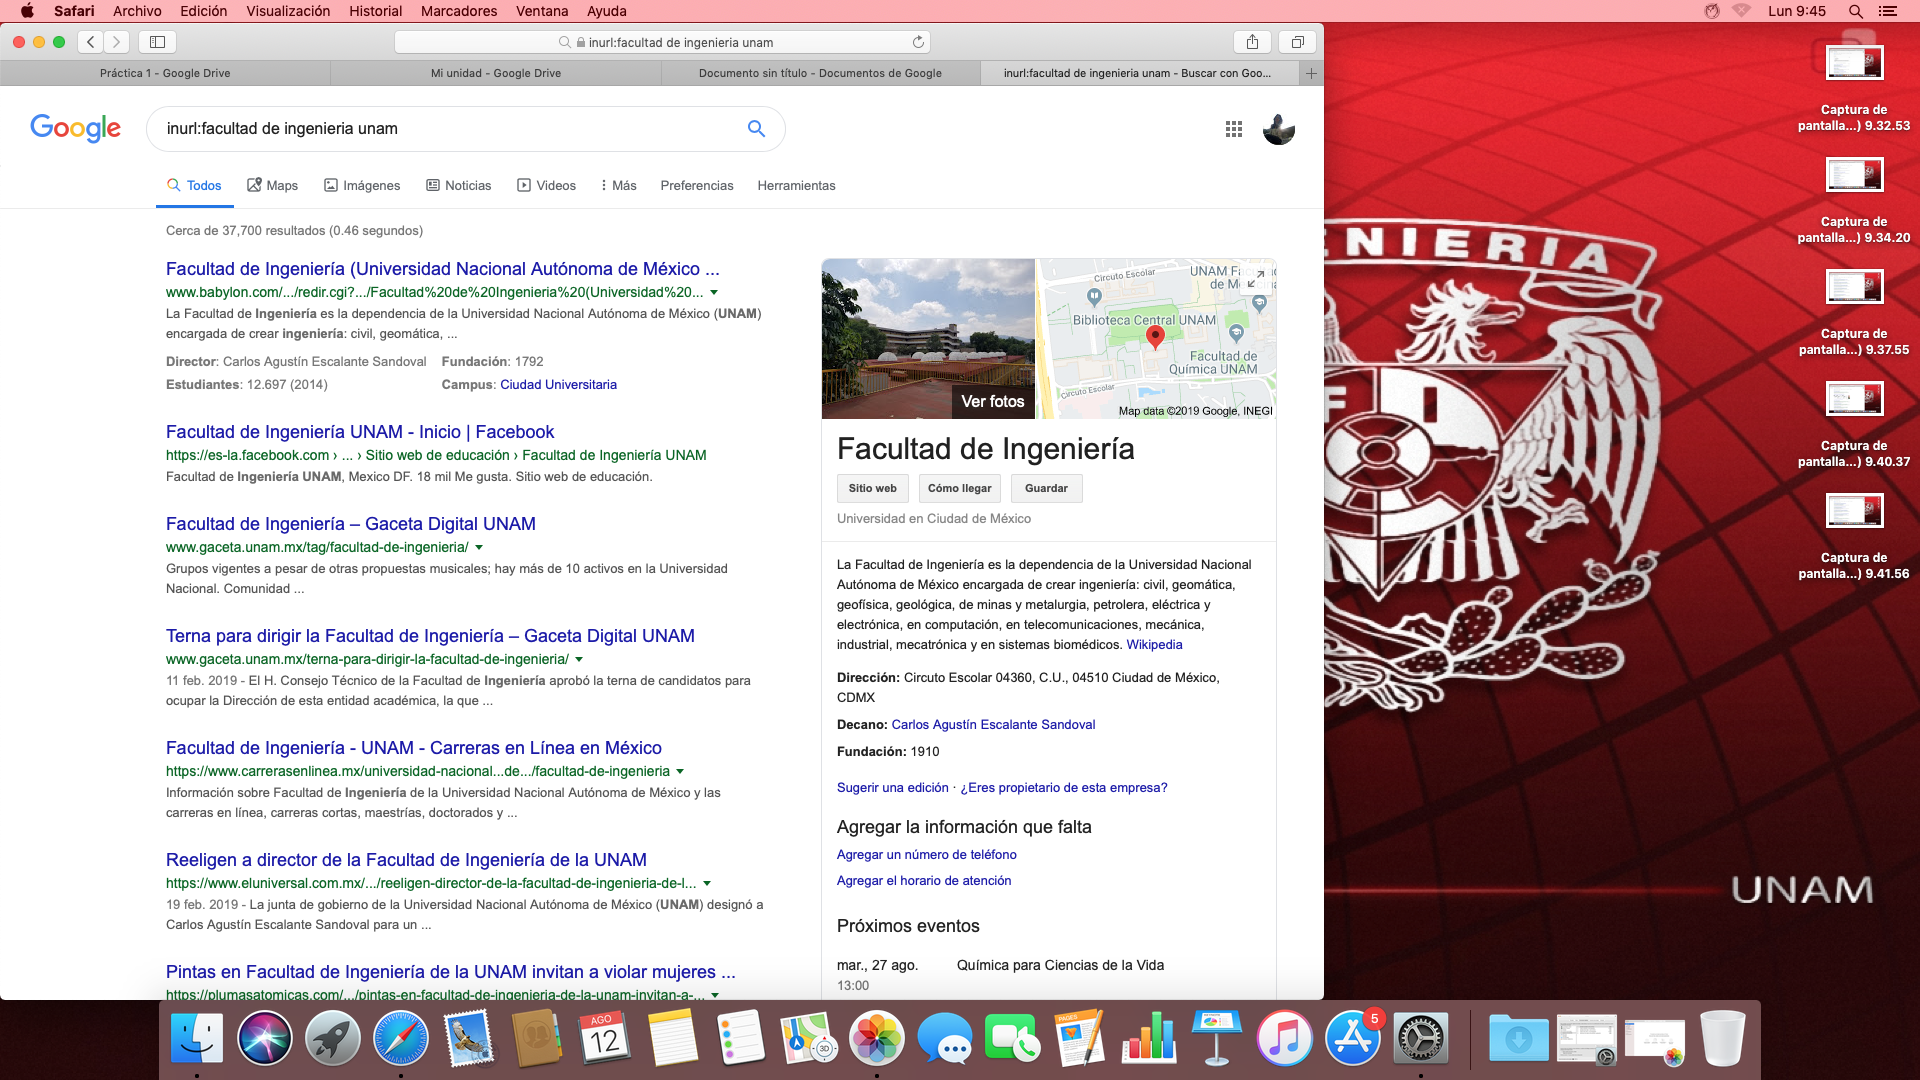 Safari Archivo Edición Visualización Historial Marcadores Ventana Ayuda Lun 9:45
inurl:facultad de ingenieria unam
Práctica 1 - Google Drive
Mi unidad - Google Drive
Documento sin título - Documentos de Google
inurl:facultad de ingenieria unam - Buscar con Goo...
Google
inurl:facultad de ingenieria unam
Todos Maps Imágenes Noticias Videos Más Preferencias Herramientas
Cerca de 37,700 resultados (0.46 segundos)
Facultad de Ingeniería (Universidad Nacional Autónoma de México ...
www.babylon.com/.../redir.cgi?.../Facultad%20de%20Ingenieria%20(Universidad%20...
La Facultad de Ingeniería es la dependencia de la Universidad Nacional Autónoma de México (UNAM)
encargada de crear ingeniería: civil, geomática, ...
Director: Carlos Agustín Escalante Sandoval Fundación: 1792
Estudiantes: 12.697 (2014) Campus: Ciudad Universitaria
Facultad de Ingeniería UNAM - Inicio | Facebook
https://es-la.facebook.com › ... › Sitio web de educación › Facultad de Ingeniería UNAM
Facultad de Ingeniería UNAM, Mexico DF. 18 mil Me gusta. Sitio web de educación.
Facultad de Ingeniería – Gaceta Digital UNAM
www.gaceta.unam.mx/tag/facultad-de-ingenieria/
Grupos vigentes a pesar de otras propuestas musicales; hay más de 10 activos en la Universidad
Nacional. Comunidad ...
Terna para dirigir la Facultad de Ingeniería – Gaceta Digital UNAM
www.gaceta.unam.mx/terna-para-dirigir-la-facultad-de-ingenieria/
11 feb. 2019 - El H. Consejo Técnico de la Facultad de Ingeniería aprobó la terna de candidatos para
ocupar la Dirección de esta entidad académica, la que ...
Facultad de Ingeniería - UNAM - Carreras en Línea en México
https://www.carrerasenlinea.mx/universidad-nacional...de.../facultad-de-ingenieria
Información sobre Facultad de Ingeniería de la Universidad Nacional Autónoma de México y las
carreras en línea, carreras cortas, maestrías, doctorados y ...
Reeligen a director de la Facultad de Ingeniería de la UNAM
https://www.eluniversal.com.mx/.../reeligen-director-de-la-facultad-de-ingenieria-de-l...
19 feb. 2019 - La junta de gobierno de la Universidad Nacional Autónoma de México (UNAM) designó a
Carlos Agustín Escalante Sandoval para un ...
Pintas en Facultad de Ingeniería de la UNAM invitan a violar mujeres ...
https://plumasatomicas.com/.../pintas-en-facultad-de-ingenieria-de-la-unam-invitan-a-...
Ver fotos
Circuito Escolar
UNAM Facultad
de Medicina
Biblioteca Central UNAM
Facultad de
Química UNAM
Circuito Escolar
Map data ©2019 Google, INEGI
Facultad de Ingeniería
Sitio web Cómo llegar Guardar
Universidad en Ciudad de México
La Facultad de Ingeniería es la dependencia de la Universidad Nacional
Autónoma de México encargada de crear ingeniería: civil, geomática,
geofísica, geológica, de minas y metalurgia, petrolera, eléctrica y
electrónica, en computación, en telecomunicaciones, mecánica,
industrial, mecatrónica y en sistemas biomédicos. Wikipedia
Dirección: Circuto Escolar 04360, C.U., 04510 Ciudad de México,
CDMX
Decano: Carlos Agustín Escalante Sandoval
Fundación: 1910
Sugerir una edición · ¿Eres propietario de esta empresa?
Agregar la información que falta
Agregar un número de teléfono
Agregar el horario de atención
Próximos eventos
mar., 27 ago. Química para Ciencias de la Vida
13:00
Captura de
pantalla...) 9.32.53
Captura de
pantalla...) 9.34.20
Captura de
pantalla...) 9.37.55
Captura de
pantalla...) 9.40.37
Captura de
pantalla...) 9.41.56
NIERIA
UNAM
AGO
12
3D
PAGES
5